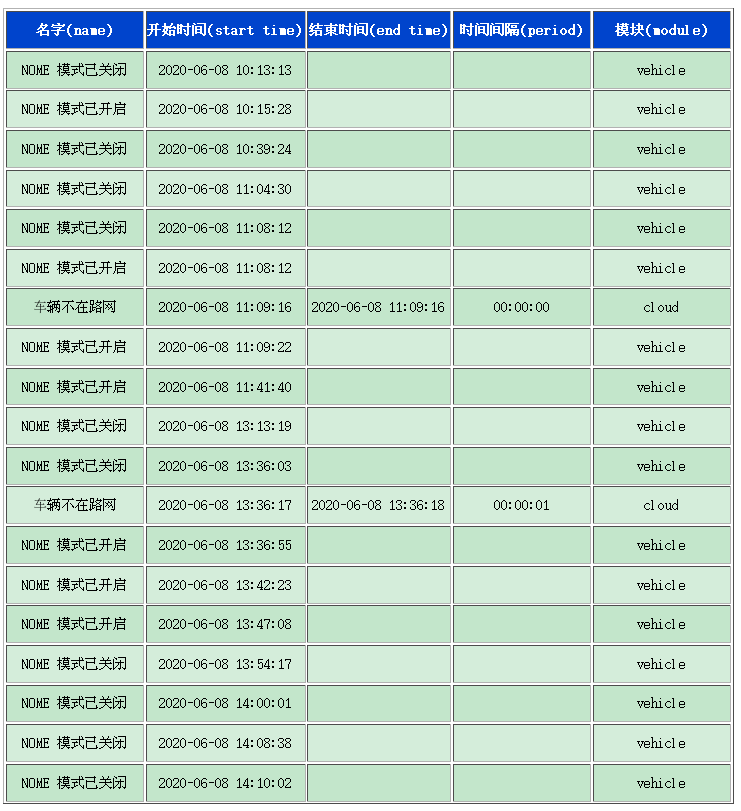 名字(name) 开始时间(start time) 结束时间(end time) 时间间隔(period) 模块(module)
NOME 模式已关闭 2020-06-08 10:13:13 vehicle
NOME 模式已开启 2020-06-08 10:15:28 vehicle
NOME 模式已关闭 2020-06-08 10:39:24 vehicle
NOME 模式已关闭 2020-06-08 11:04:30 vehicle
NOME 模式已关闭 2020-06-08 11:08:12 vehicle
NOME 模式已开启 2020-06-08 11:08:12 vehicle
车辆不在路网 2020-06-08 11:09:16 2020-06-08 11:09:16 00:00:00 cloud
NOME 模式已开启 2020-06-08 11:09:22 vehicle
NOME 模式已开启 2020-06-08 11:41:40 vehicle
NOME 模式已关闭 2020-06-08 13:13:19 vehicle
NOME 模式已关闭 2020-06-08 13:36:03 vehicle
车辆不在路网 2020-06-08 13:36:17 2020-06-08 13:36:18 00:00:01 cloud
NOME 模式已开启 2020-06-08 13:36:55 vehicle
NOME 模式已开启 2020-06-08 13:42:23 vehicle
NOME 模式已开启 2020-06-08 13:47:08 vehicle
NOME 模式已关闭 2020-06-08 13:54:17 vehicle
NOME 模式已关闭 2020-06-08 14:00:01 vehicle
NOME 模式已关闭 2020-06-08 14:08:38 vehicle
NOME 模式已关闭 2020-06-08 14:10:02 vehicle